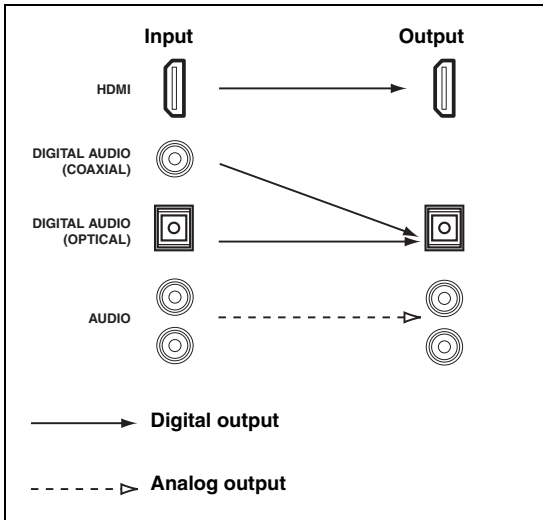 Input Output
HDMI
DIGITAL AUDIO
(COAXIAL)
DIGITAL AUDIO
(OPTICAL)
AUDIO
Digital output
Analog output